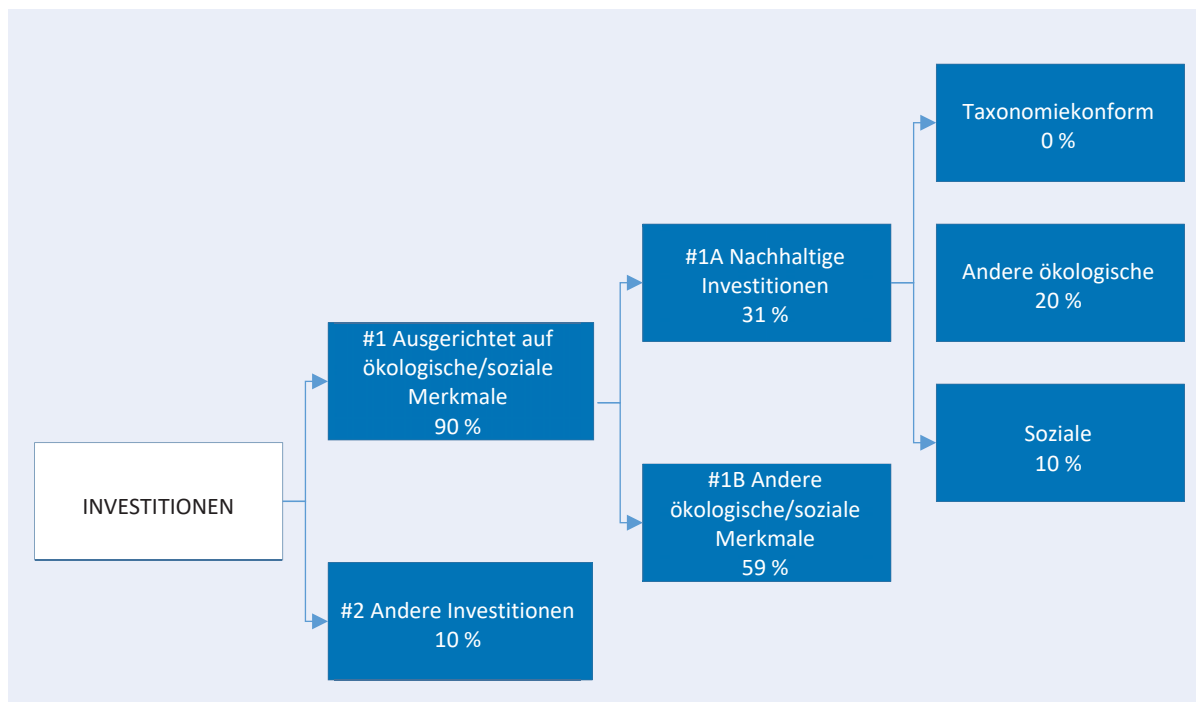 INVESTITIONEN
#1 Ausgerichtet auf
ökologische/soziale
Merkmale
90 %
#2 Andere Investitionen
10 %
#1A Nachhaltige
Investitionen
31 %
#1B Andere
ökologische/soziale
Merkmale
59 %
Taxonomiekonform
0 %
Andere ökologische
20 %
Soziale
10 %